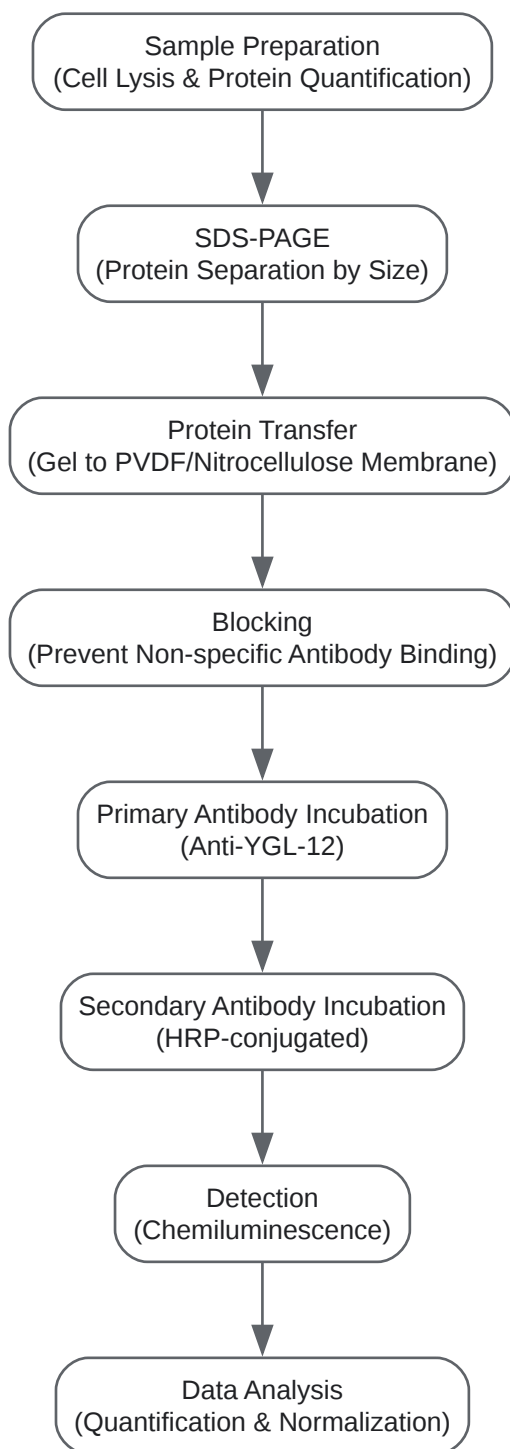 Sample Preparation
(Cell Lysis & Protein Quantification)
SDS-PAGE
(Protein Separation by Size)
Protein Transfer
(Gel to PVDF/Nitrocellulose Membrane)
Blocking
(Prevent Non-specific Antibody Binding)
Primary Antibody Incubation
(Anti-YGL-12)
Secondary Antibody Incubation
(HRP-conjugated)
Detection
(Chemiluminescence)
Data Analysis
(Quantification & Normalization)